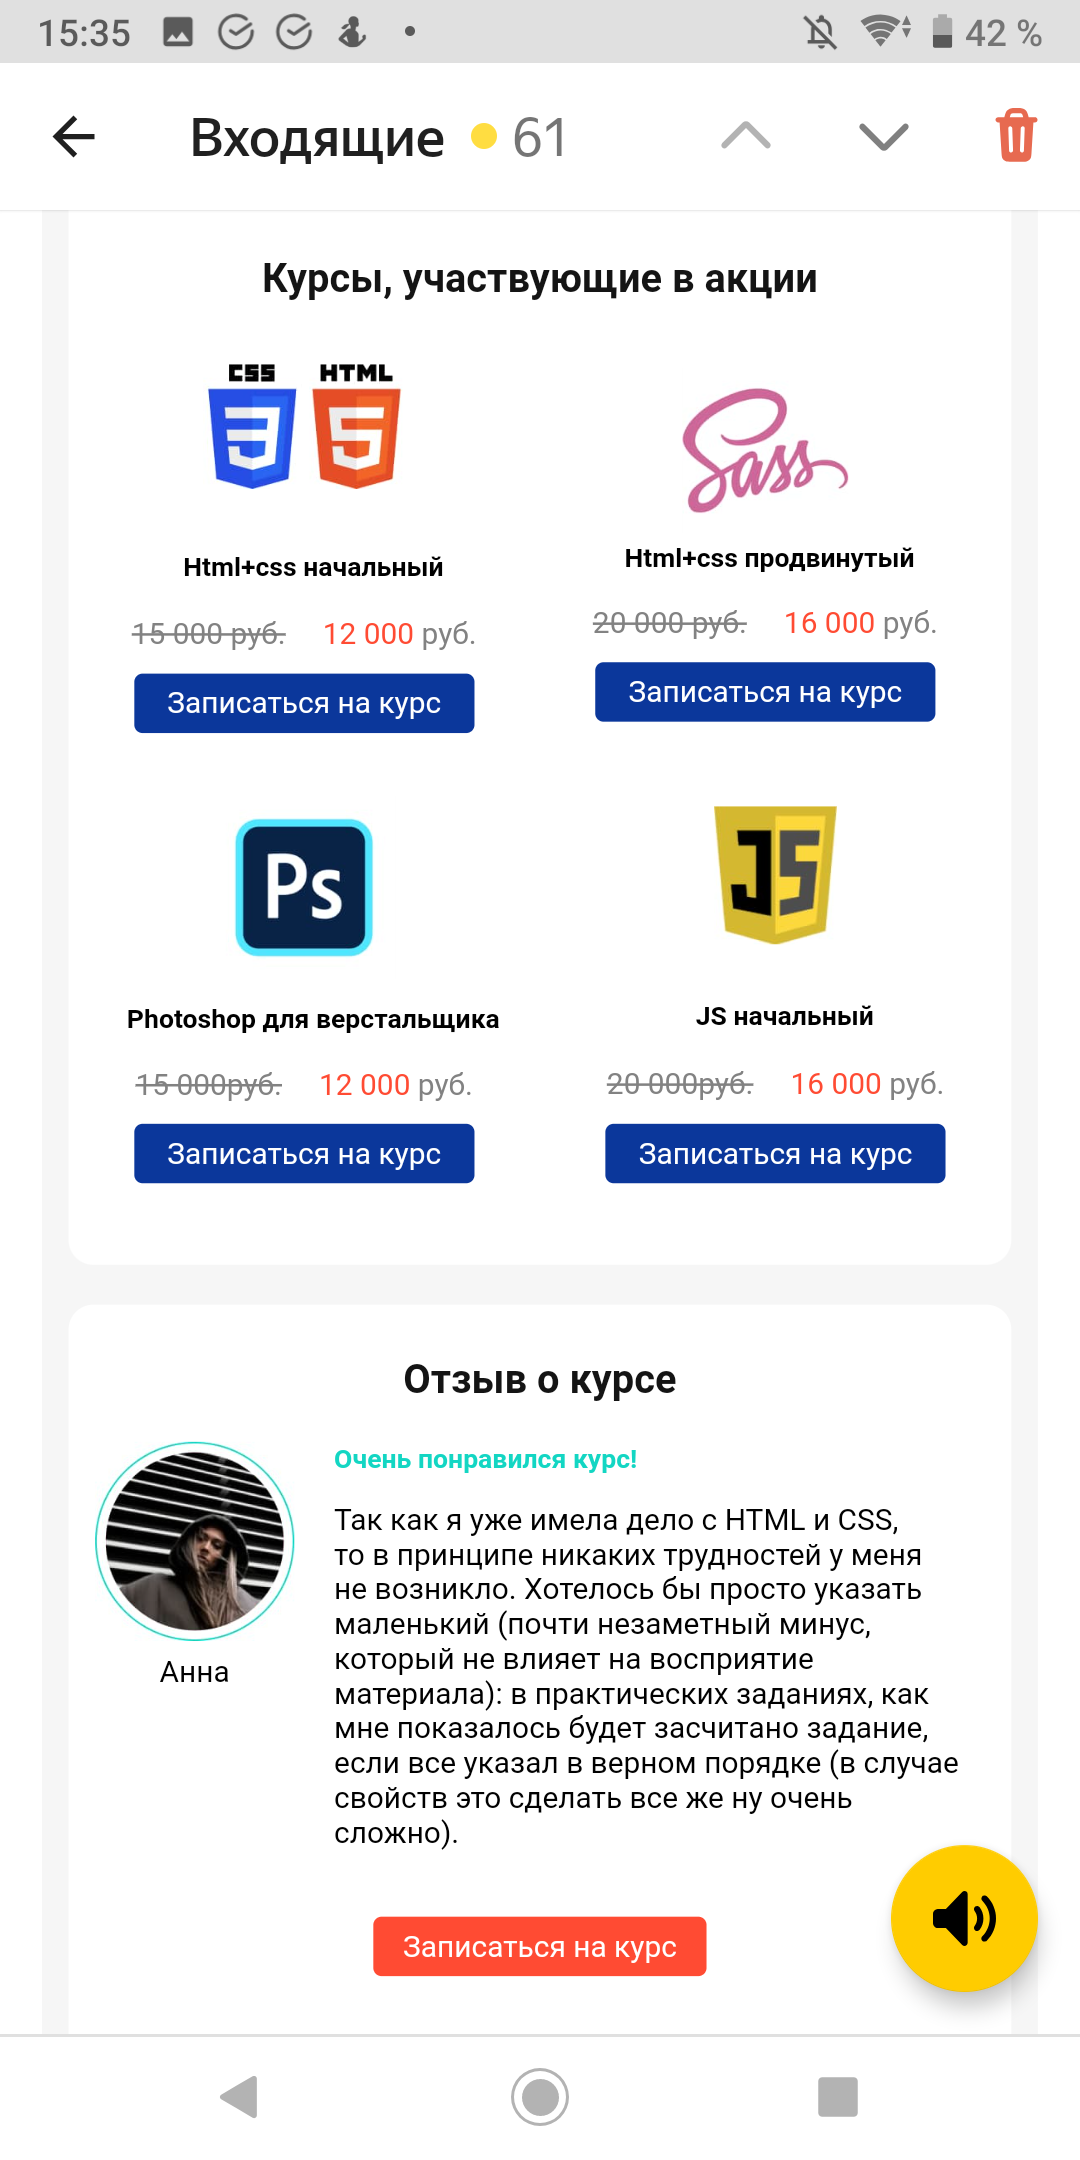 15:35
42 %
Входящие 61
Курсы, участвующие в акции
CSS HTML
Sass
Html+css начальный
Html+css продвинутый
15 000 руб. 12 000 руб.
20 000 руб. 16 000 руб.
Записаться на курс
Записаться на курс
Ps
JS
Photoshop для верстальщика
JS начальный
15 000руб. 12 000 руб.
20 000руб. 16 000 руб.
Записаться на курс
Записаться на курс
Отзыв о курсе
Очень понравился курс!
Так как я уже имела дело с HTML и CSS,
то в принципе никаких трудностей у меня
не возникло. Хотелось бы просто указать
маленький (почти незаметный минус,
который не влияет на восприятие
материала): в практических заданиях, как
мне показалось будет засчитано задание,
если все указал в верном порядке (в случае
свойств это сделать все же ну очень
сложно).
Анна
Записаться на курс